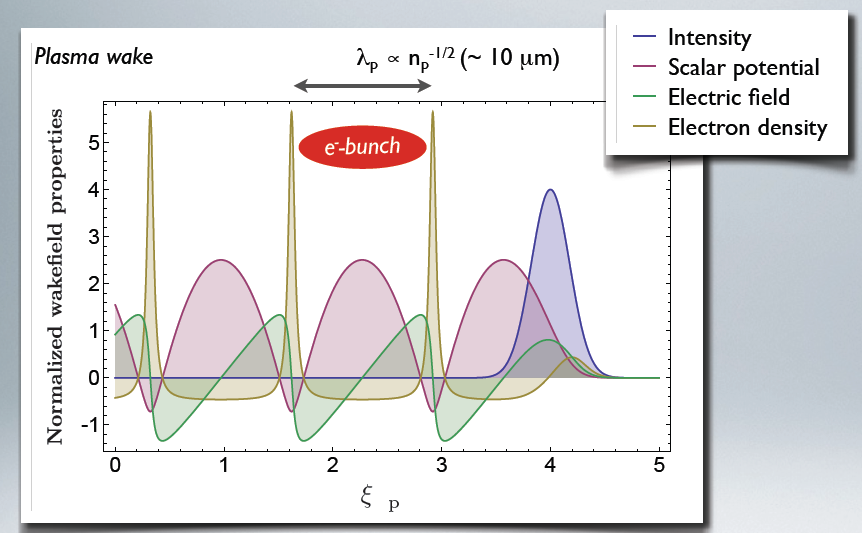 Plasma wake
λP ∝ nP-1/2 (~ 10 μm)
Intensity
Scalar potential
Electric field
Electron density
e--bunch
Normalized wakefield properties
5
4
3
2
1
0
-1
0 1 2 3 4 5
ξ p